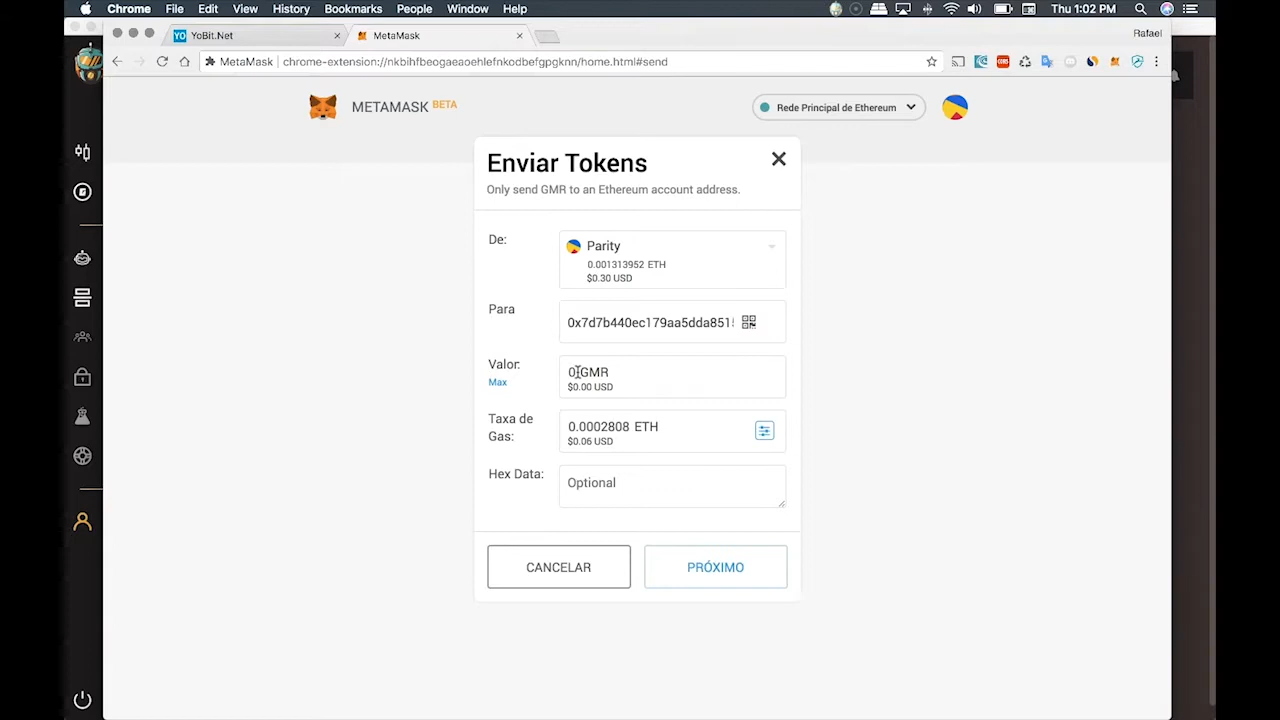 Chrome File Edit View History Bookmarks People Window Help Thu 1:02 PM
YO YoBit.Net MetaMask Rafael
MetaMask chrome-extension://nkbihfbeogaeaoehlefnkodbefgpgknn/home.html#send
METAMASK BETA Rede Principal de Ethereum
Enviar Tokens
Only send GMR to an Ethereum account address.
De: Parity
0.001313952 ETH
$0.30 USD
Para 0x7d7b440ec179aa5dda851
Valor: 0 GMR
Max $0.00 USD
Taxa de Gas: 0.0002808 ETH
$0.06 USD
Hex Data: Optional
CANCELAR PRÓXIMO